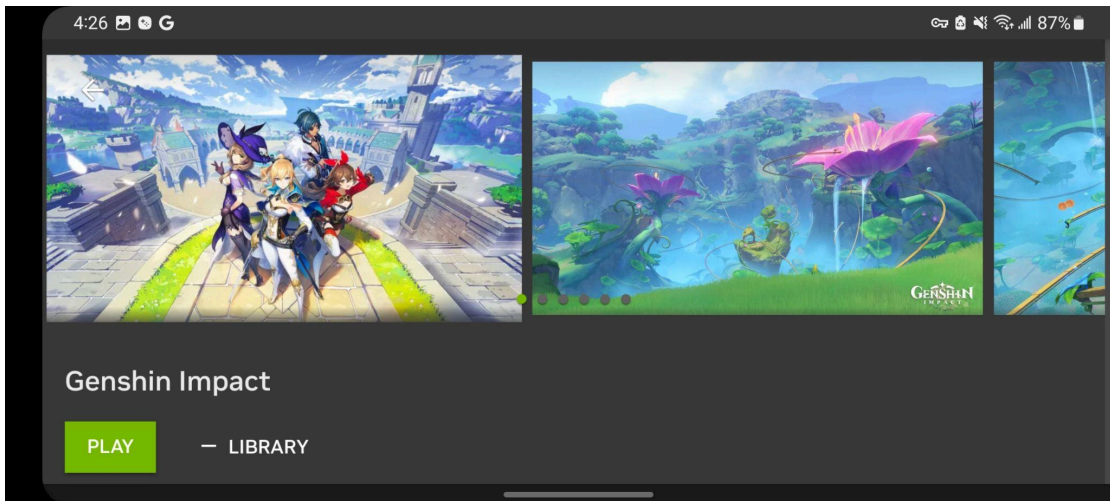 4:26 G
87%
GENSHIN
IMPACT
Genshin Impact
PLAY
— LIBRARY